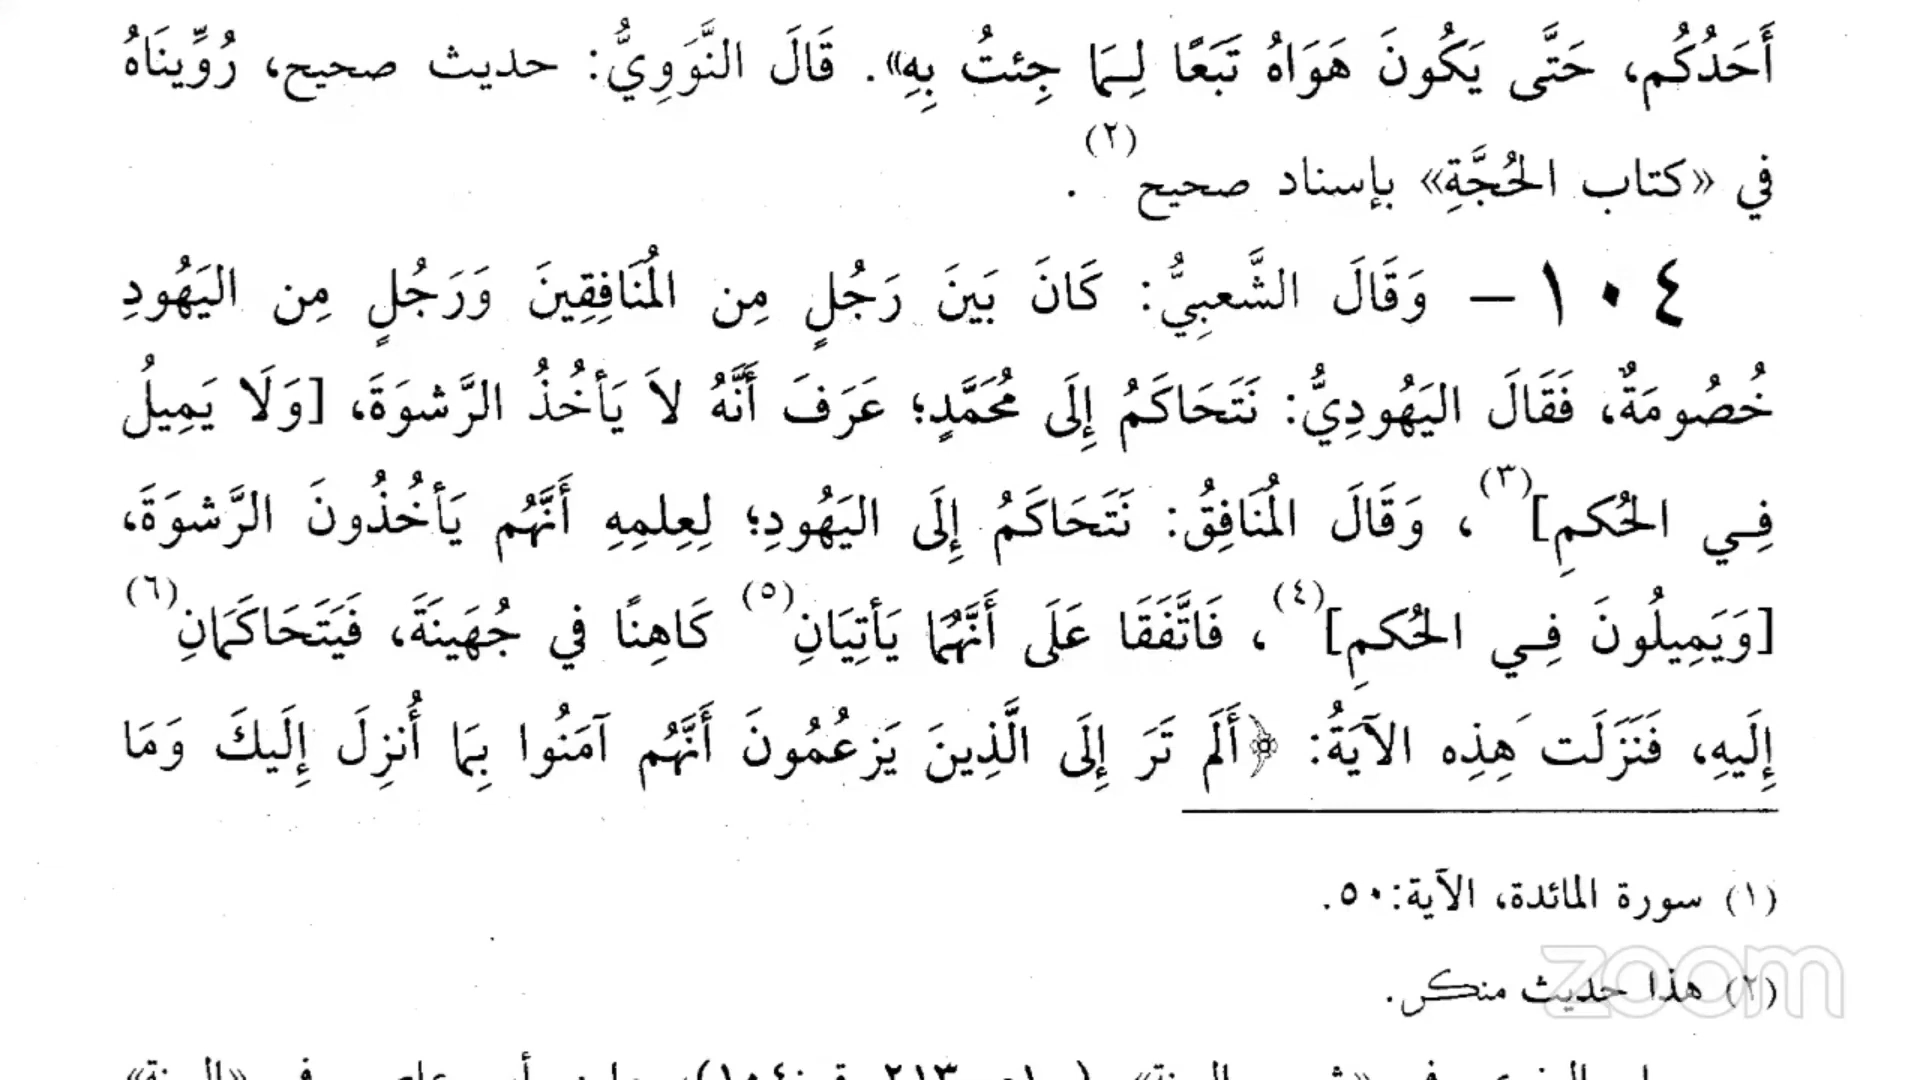 أَحَدُكُم، حَتَّى يَكُونَ هَوَاهُ تَبَعًا لِـمَا جِئتُ بِهِ». قَالَ النَّوَوِيُّ: حديث صحيح، رُوِّينَاهُ
في «كتاب الحُجَّةِ» بإسناد صحيح(٢).
١٠٤ – وَقَالَ الشَّعبِيُّ: كَانَ بَينَ رَجُلٍ مِن المُنَافِقِينَ وَرَجُلٍ مِن اليَهُودِ
خُصُومَةٌ، فَقَالَ اليَهُودِيُّ: نَتَحَاكَمُ إِلَى مُحَمَّدٍ؛ عَرَفَ أَنَّهُ لاَ يَأخُذُ الرَّشوَةَ، [وَلَا يَمِيلُ
فِـي الحُكمِ](٣)، وَقَالَ المُنَافِقُ: نَتَحَاكَمُ إِلَى اليَهُودِ؛ لِعِلمِهِ أَنَّهُم يَأخُذُونَ الرَّشوَةَ،
[وَيَمِيلُونَ فِـي الحُكمِ](٤)، فَاتَّفَقَا عَلَى أَنَّهُمَا يَأتِيَانِ(٥) كَاهِنًا في جُهَينَةَ، فَيَتَحَاكَمَانِ(٦)
إِلَيهِ، فَنَزَلَت هَذِه الآيَةُ: ﴿أَلَم تَرَ إِلَى الَّذِينَ يَزعُمُونَ أَنَّهُم آمَنُوا بِمَا أُنزِلَ إِلَيكَ وَمَا
(١) سورة المائدة، الآية: ٥٠.
(٢) هذا حديث منكر.
zoom